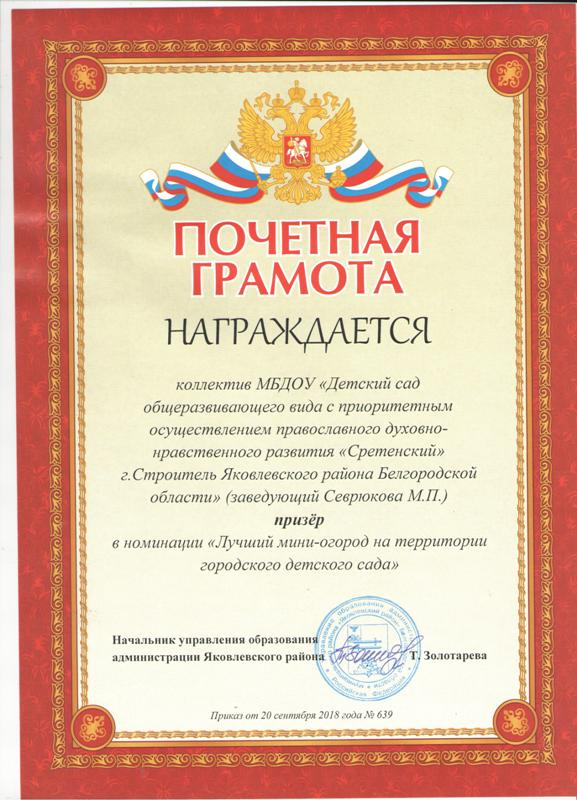 ПОЧЕТНАЯ
ГРАМОТА
НАГРАЖДАЕТСЯ
коллектив МБДОУ «Детский сад
общеразвивающего вида с приоритетным
осуществлением православного духовно-
нравственного развития «Сретенский»
г.Строитель Яковлевского района Белгородской
области» (заведующий Севрюкова М.П.)
призёр
в номинации «Лучший мини-огород на территории
городского детского сада»
Начальник управления образования
администрации Яковлевского района Т. Золотарева
Приказ от 20 сентября 2018 года № 639